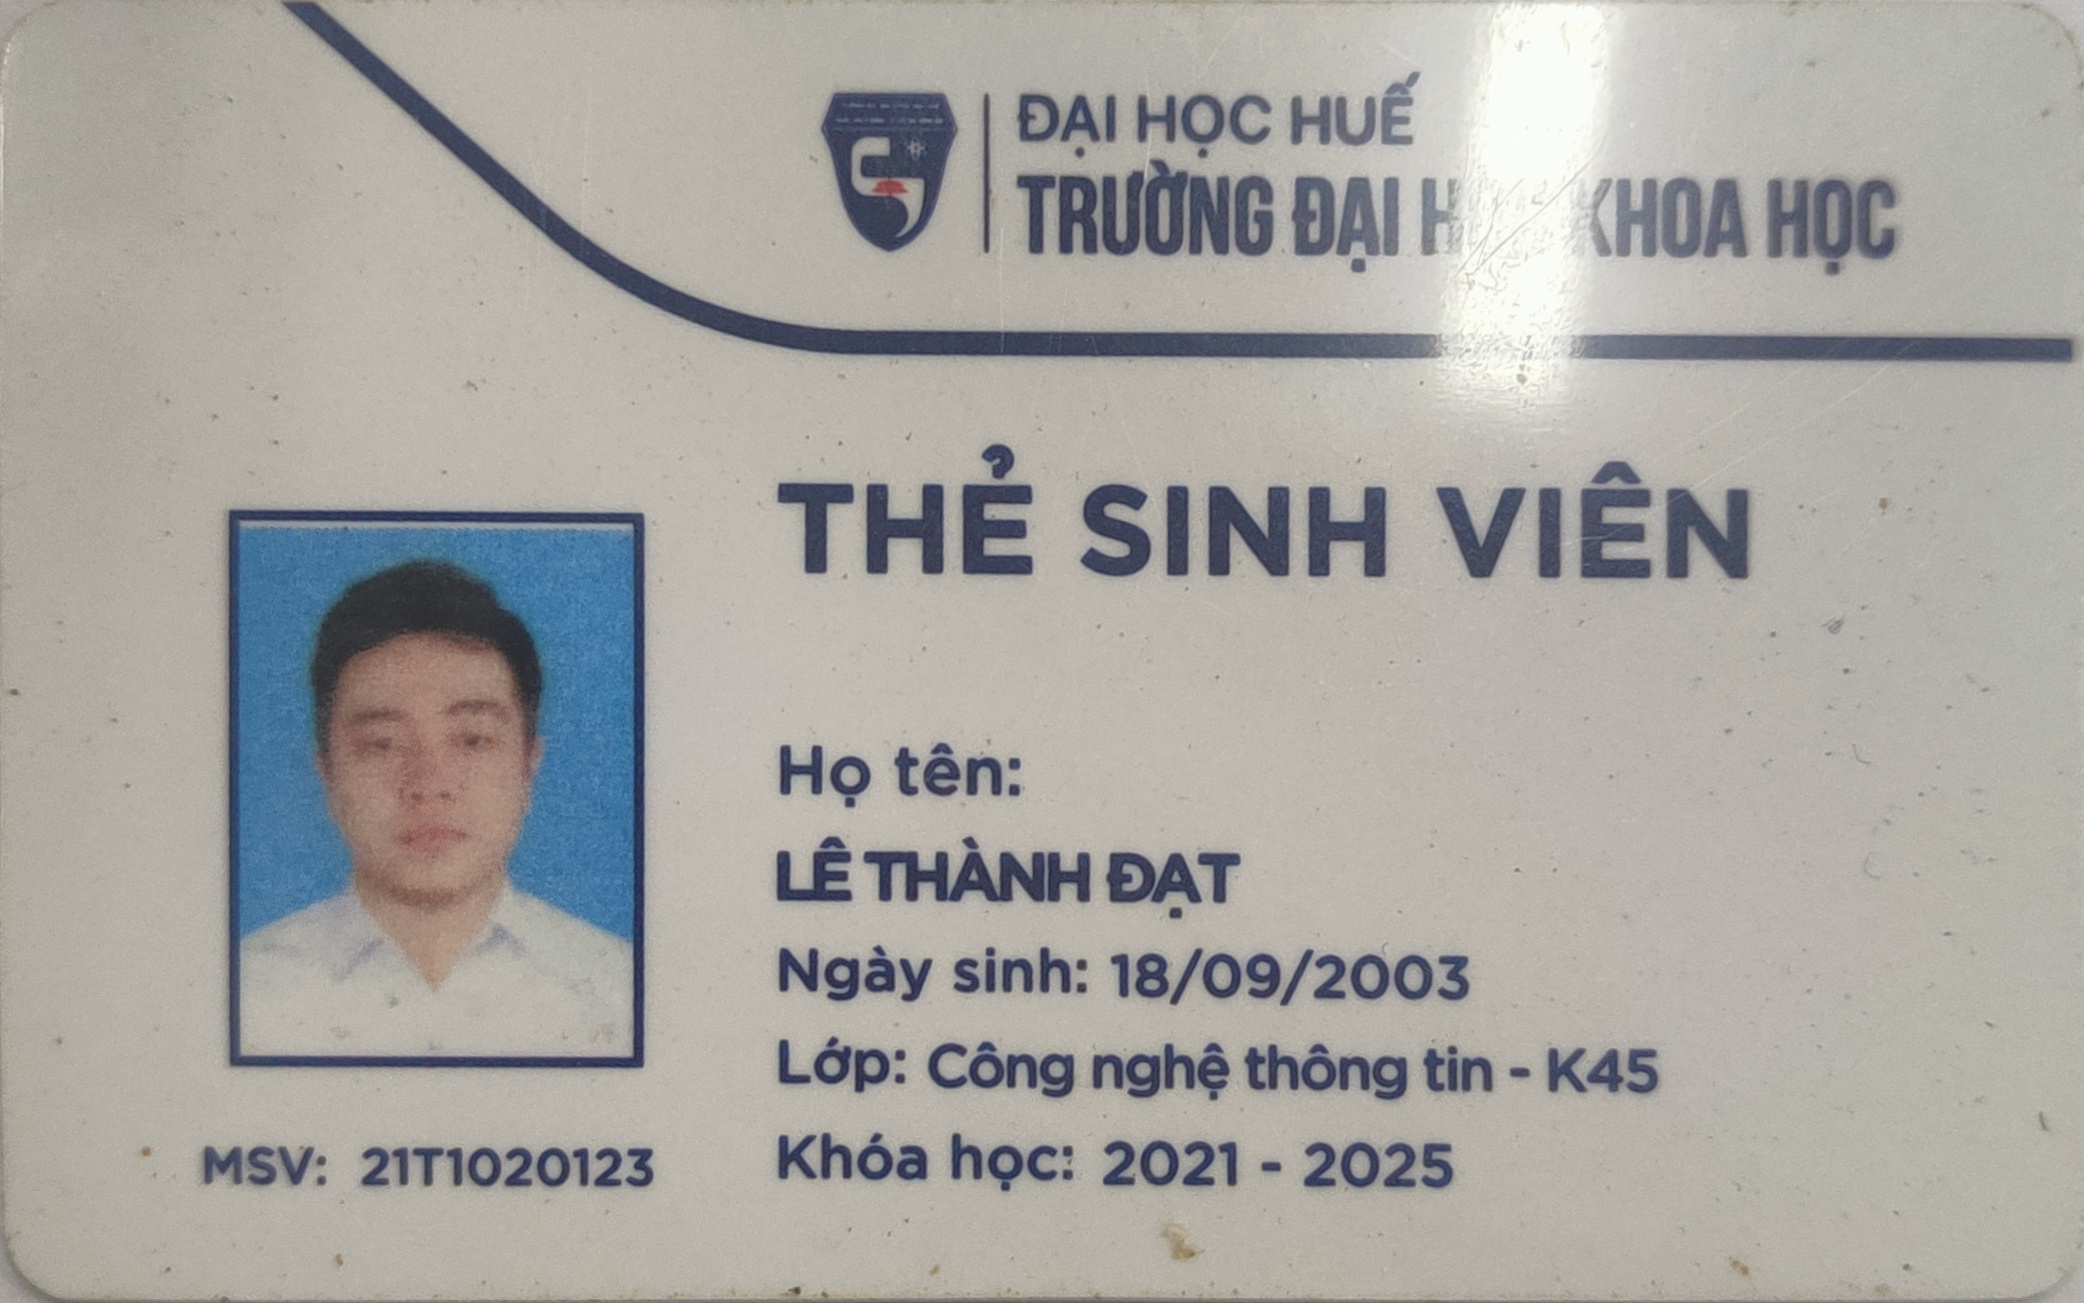 ĐẠI HỌC HUẾ
TRƯỜNG ĐẠI KHOA HỌC
THẺ SINH VIÊN
Họ tên:
LÊ THÀNH ĐẠT
Ngày sinh: 18/09/2003
Lớp: Công nghệ thông tin - K45
Khóa học: 2021 - 2025
MSV: 21T1020123